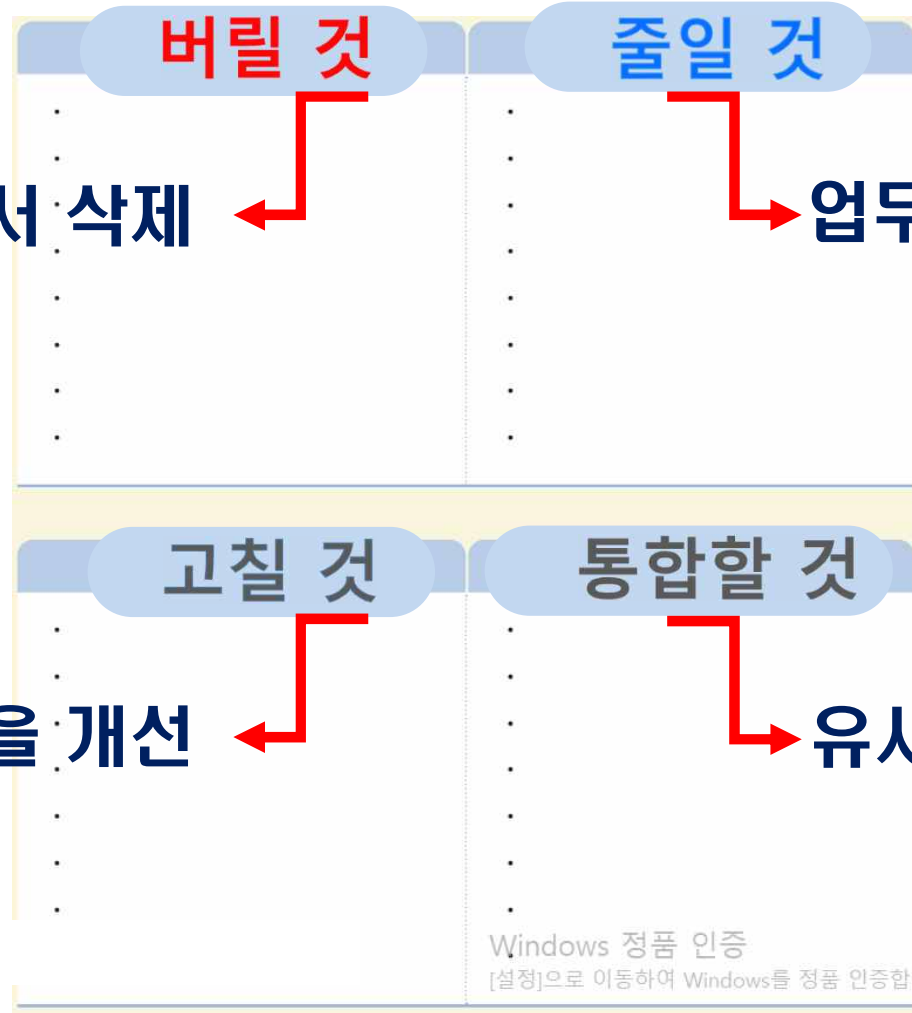 버릴 것
줄일 것
서 삭제
업무
고칠 것
통합할 것
을 개선
유사
Windows 정품 인증
[설정]으로 이동하여 Windows를 정품 인증합